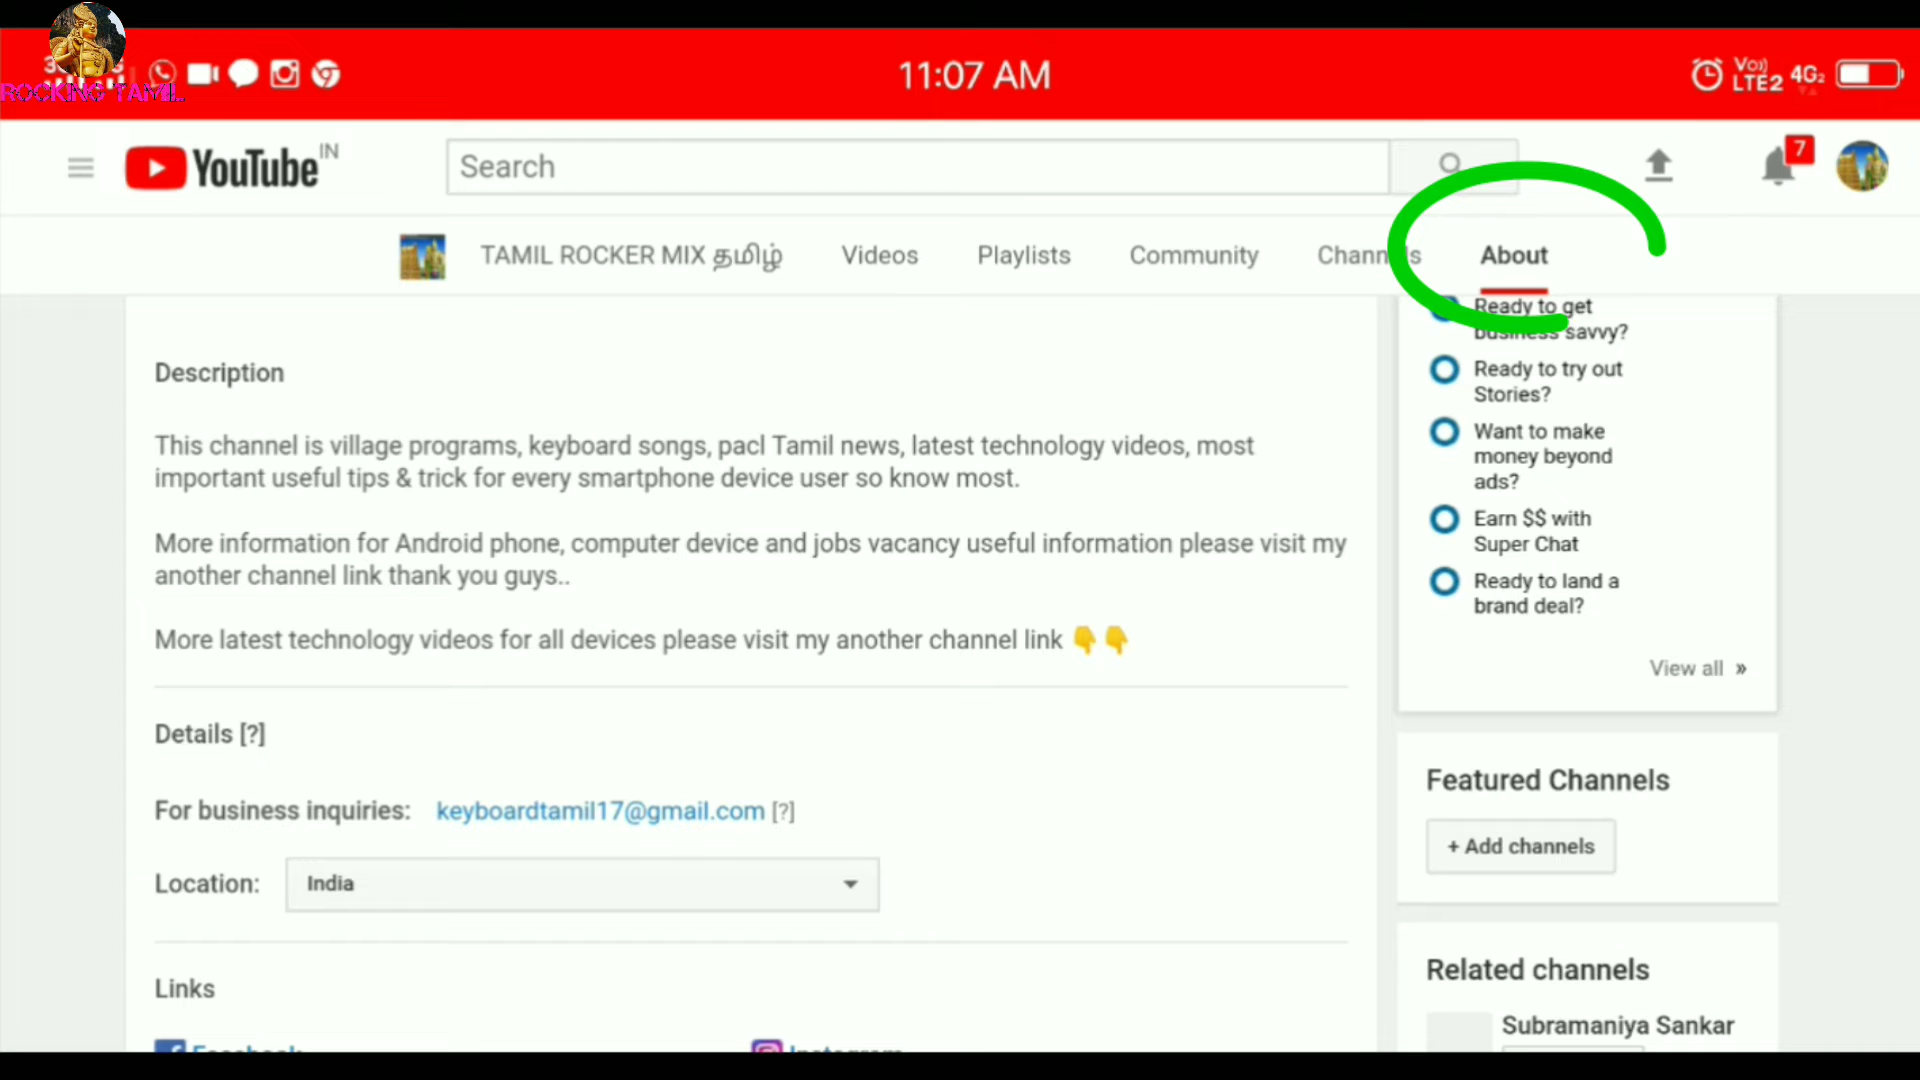 ROCKING TAMIL
11:07 AM
Vo))
LTE2
4G2
YouTube IN
Search
7
TAMIL ROCKER MIX தமிழ்
Videos
Playlists
Community
Channels
About
Description
This channel is village programs, keyboard songs, pacl Tamil news, latest technology videos, most
important useful tips & trick for every smartphone device user so know most.
More information for Android phone, computer device and jobs vacancy useful information please visit my
another channel link thank you guys..
More latest technology videos for all devices please visit my another channel link 👇👇
Details [?]
For business inquiries: keyboardtamil17@gmail.com [?]
Location: India
Links
Facebook
Instagram
Ready to get
business savvy?
Ready to try out
Stories?
Want to make
money beyond
ads?
Earn $$ with
Super Chat
Ready to land a
brand deal?
View all »
Featured Channels
+ Add channels
Related channels
Subramaniya Sankar